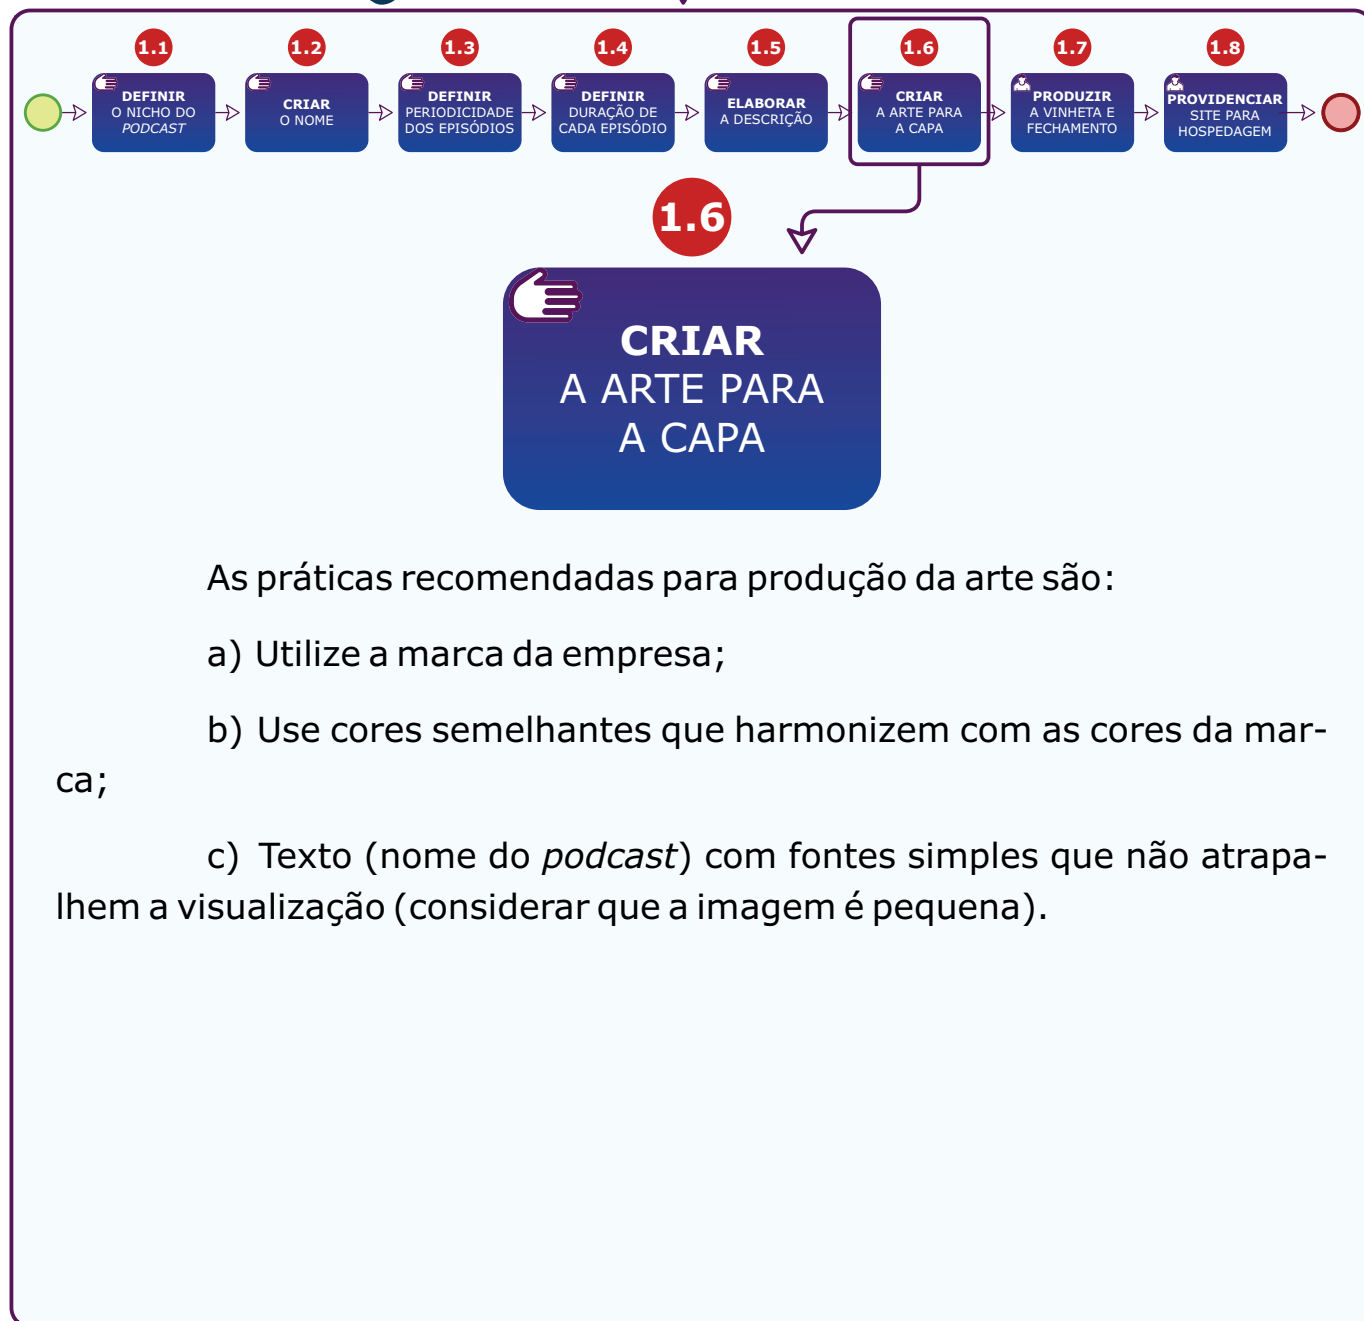 1.1
DEFINIR
O NICHO DO
PODCAST
1.2
CRIAR
O NOME
1.3
DEFINIR
PERIODICIDADE
DOS EPISÓDIOS
1.4
DEFINIR
DURAÇÃO DE
CADA EPISÓDIO
1.5
ELABORAR
A DESCRIÇÃO
1.6
CRIAR
A ARTE PARA
A CAPA
1.7
PRODUZIR
A VINHETA E
FECHAMENTO
1.8
PROVIDENCIAR
SITE PARA
HOSPEDAGEM
1.6
CRIAR
A ARTE PARA
A CAPA
As práticas recomendadas para produção da arte são:
a) Utilize a marca da empresa;
b) Use cores semelhantes que harmonizem com as cores da mar-
ca;
c) Texto (nome do podcast) com fontes simples que não atrapa-
lhem a visualização (considerar que a imagem é pequena).